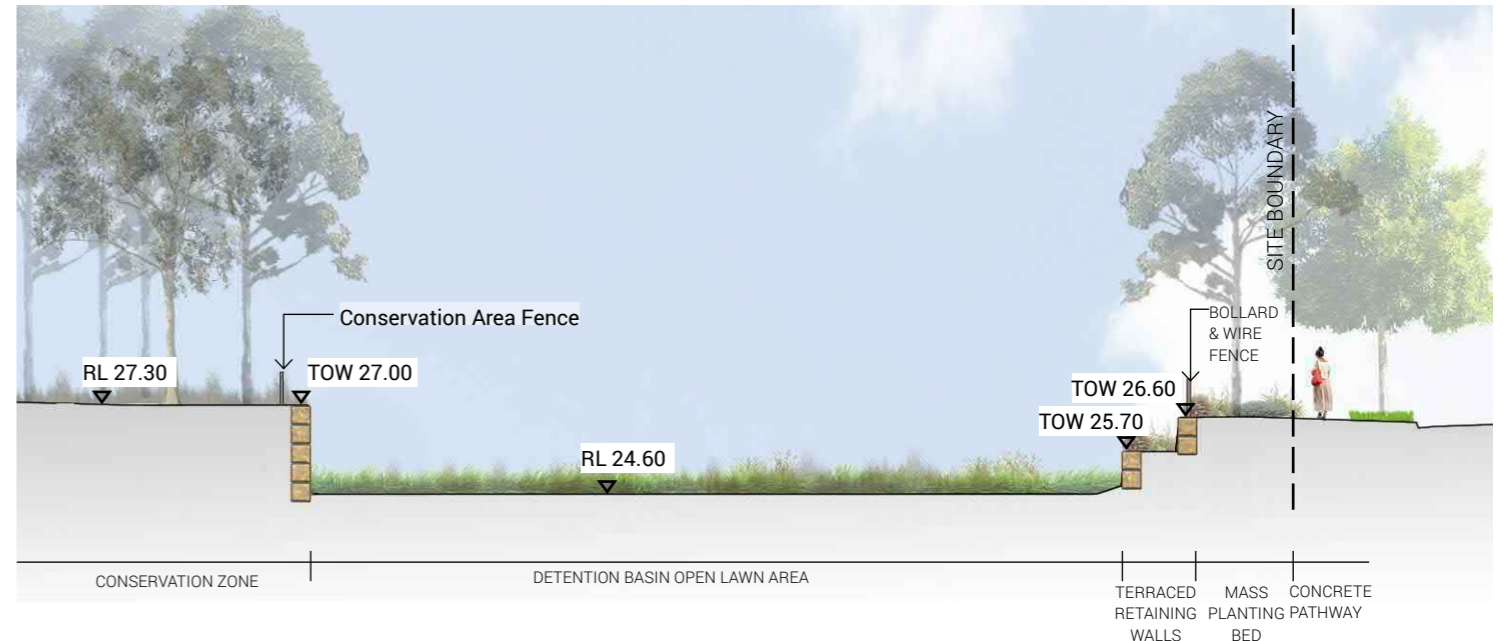 SITE BOUNDARY
Conservation Area Fence
BOLLARD
& WIRE
FENCE
RL 27.30
TOW 27.00
TOW 26.60
TOW 25.70
RL 24.60
CONSERVATION ZONE
DETENTION BASIN OPEN LAWN AREA
TERRACED
RETAINING
WALLS
MASS
PLANTING
BED
CONCRETE
PATHWAY